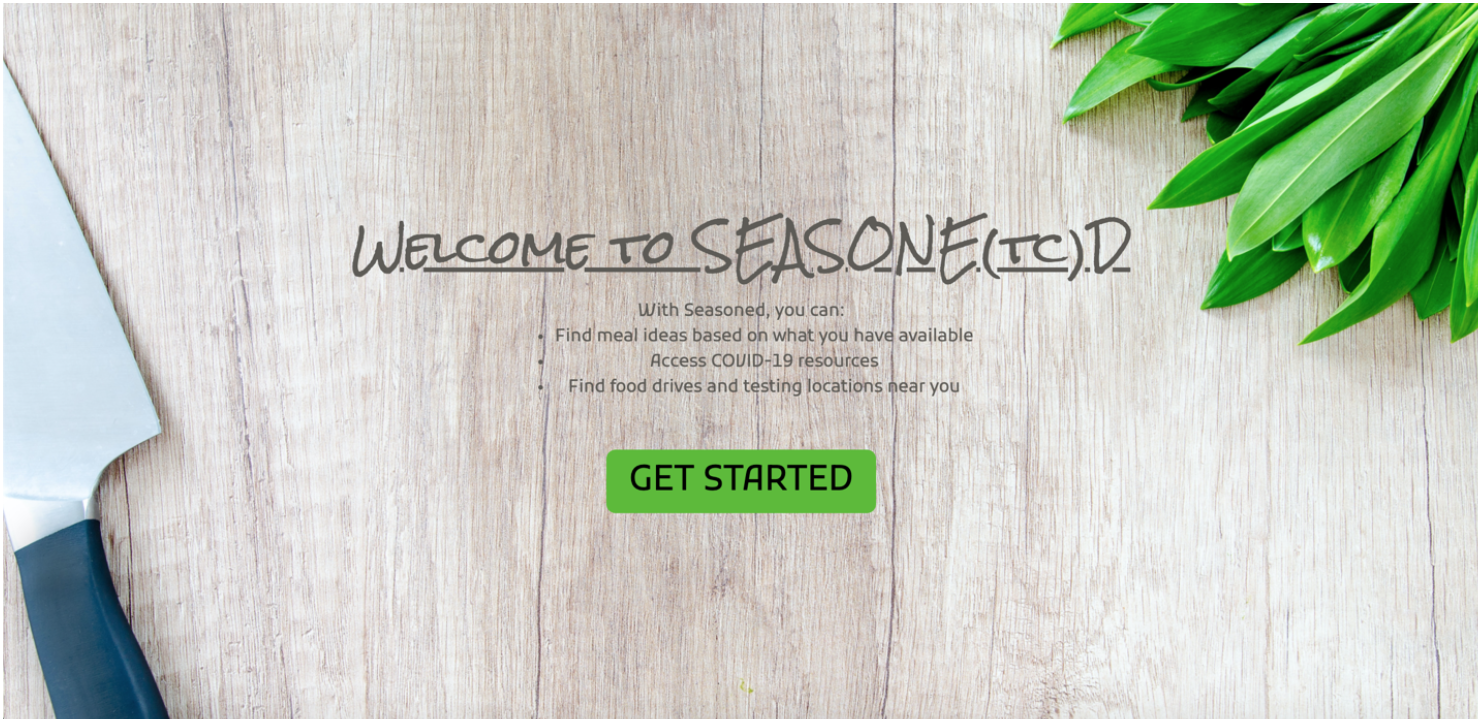 Welcome to SEASONE(TC)D
With Seasoned, you can:
• Find meal ideas based on what you have available
• Access COVID-19 resources
• Find food drives and testing locations near you
GET STARTED